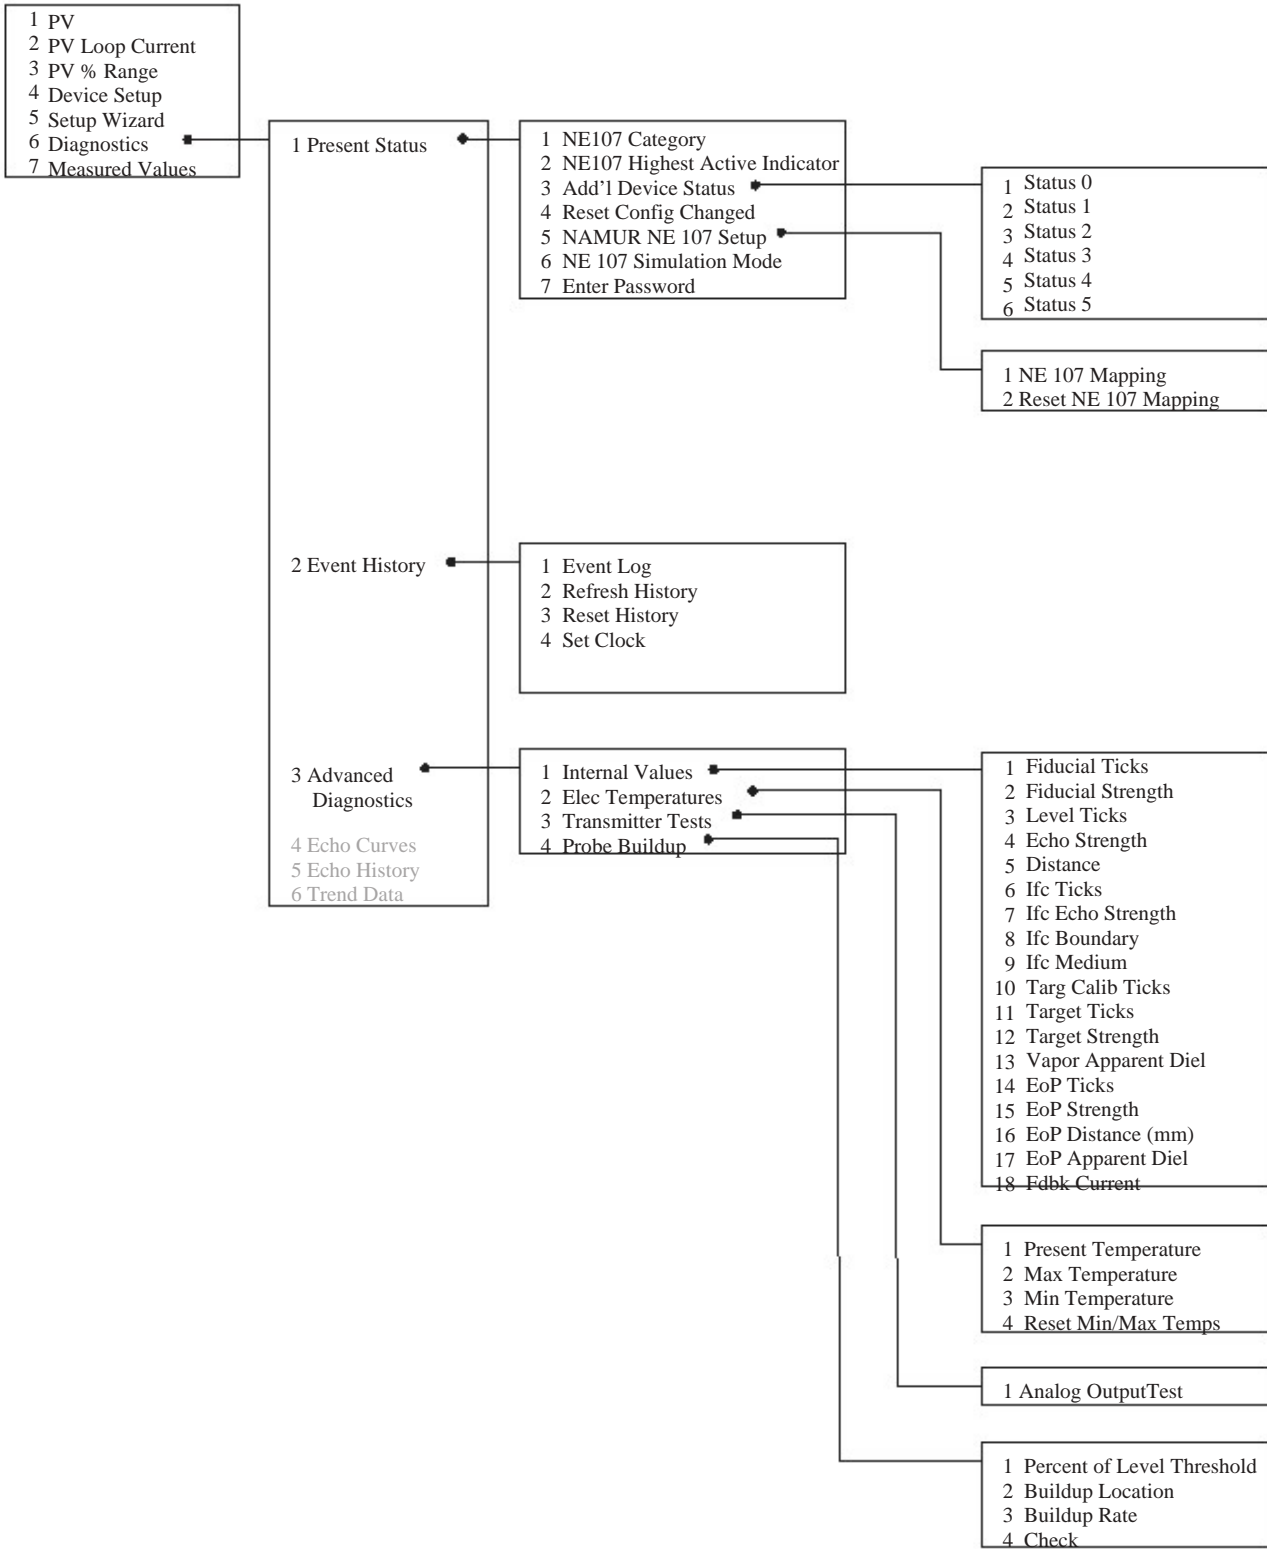 1 PV
2 PV Loop Current
3 PV % Range
4 Device Setup
5 Setup Wizard
6 Diagnostics
7 Measured Values
1 Present Status
2 Event History
3 Advanced
Diagnostics
4 Echo Curves
5 Echo History
6 Trend Data
1 NE107 Category
2 NE107 Highest Active Indicator
3 Add’l Device Status
4 Reset Config Changed
5 NAMUR NE 107 Setup
6 NE 107 Simulation Mode
7 Enter Password
1 Status 0
2 Status 1
3 Status 2
4 Status 3
5 Status 4
6 Status 5
1 NE 107 Mapping
2 Reset NE 107 Mapping
1 Event Log
2 Refresh History
3 Reset History
4 Set Clock
1 Internal Values
2 Elec Temperatures
3 Transmitter Tests
4 Probe Buildup
1 Fiducial Ticks
2 Fiducial Strength
3 Level Ticks
4 Echo Strength
5 Distance
6 Ifc Ticks
7 Ifc Echo Strength
8 Ifc Boundary
9 Ifc Medium
10 Targ Calib Ticks
11 Target Ticks
12 Target Strength
13 Vapor Apparent Diel
14 EoP Ticks
15 EoP Strength
16 EoP Distance (mm)
17 EoP Apparent Diel
18 Fdbk Current
1 Present Temperature
2 Max Temperature
3 Min Temperature
4 Reset Min/Max Temps
1 Analog OutputTest
1 Percent of Level Threshold
2 Buildup Location
3 Buildup Rate
4 Check